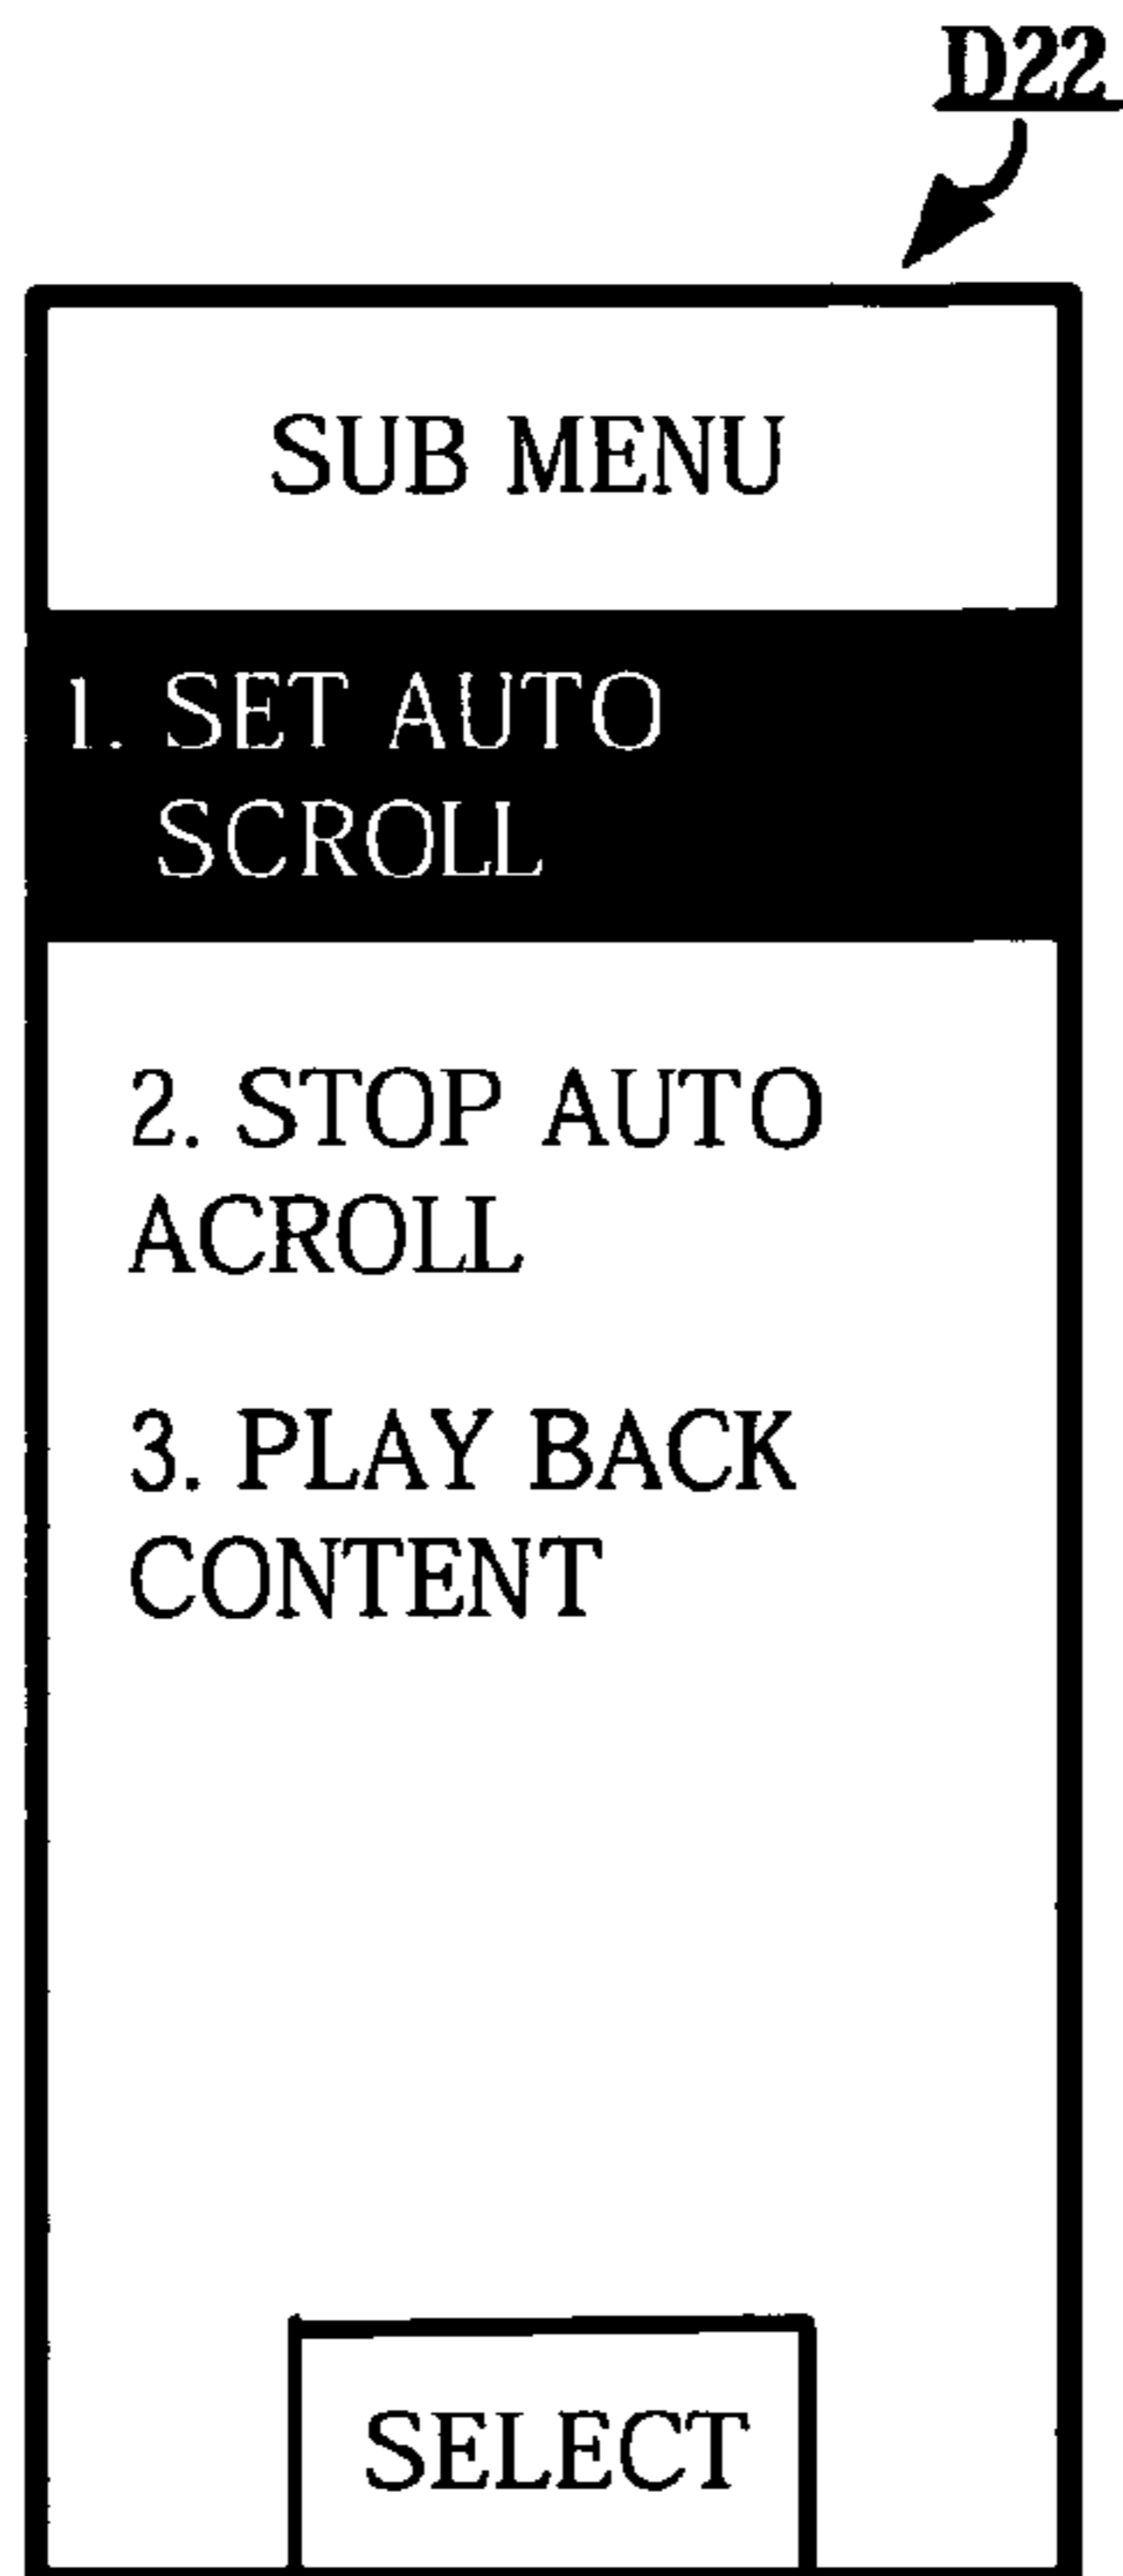 D22
SUB MENU
1. SET AUTO
SCROLL
2. STOP AUTO
ACROLL
3. PLAY BACK
CONTENT
SELECT